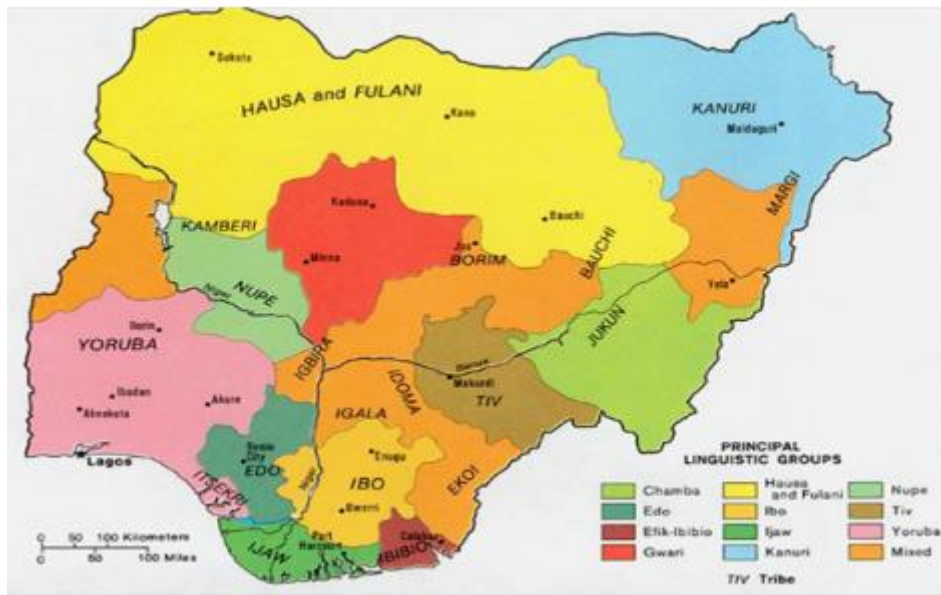 Sokoto
HAUSA and FULANI
Kano
KANURI
Maiduguri
MARGI
Kaduna
Bauchi
KAMBERI
Jos
BORIM
BAUCHI
Minna
Yola
Niger
NUPE
JUKUN
Ilorin
YORUBA
IGBIRA
Benue
Makurdi
TIV
IDOMA
Ibadan
Abeokuta
Akure
IGALA
Lagos
Benin
City
EDO
Enugu
IBO
Niger
EKOI
ITSEKRI
Owerri
Port
Harcourt
Calabar
IJAW
IBIBIO
0 50 100 Kilometers
0 50 100 Miles
PRINCIPAL
LINGUISTIC GROUPS
Chamba
Edo
Efik-Ibibio
Gwari
Hausa
and Fulani
Ibo
Ijaw
Kanuri
Nupe
Tiv
Yoruba
Mixed
TIV Tribe